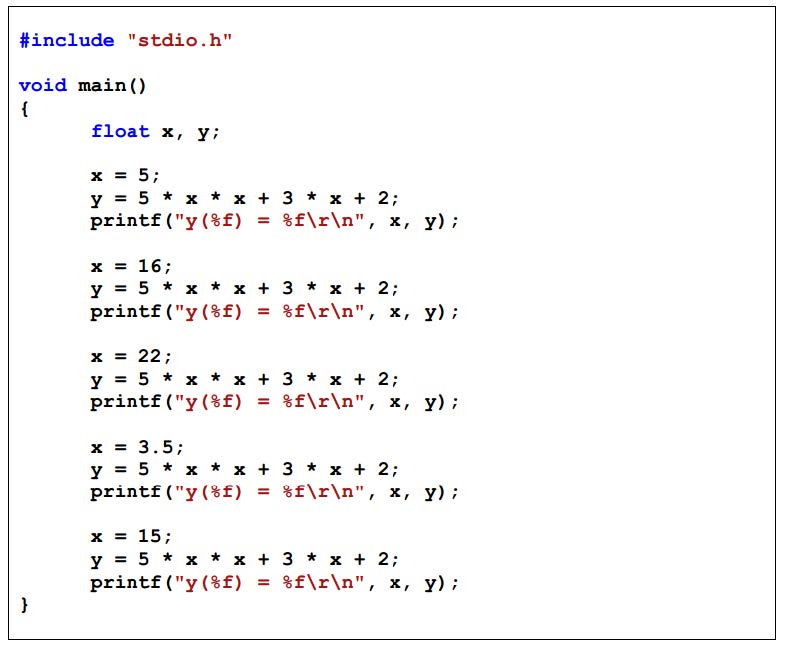 #include "stdio.h"
void main()
{
float x, y;
x = 5;
y = 5 * x * x + 3 * x + 2;
printf("y(%f) = %f\r\n", x, y);
x = 16;
y = 5 * x * x + 3 * x + 2;
printf("y(%f) = %f\r\n", x, y);
x = 22;
y = 5 * x * x + 3 * x + 2;
printf("y(%f) = %f\r\n", x, y);
x = 3.5;
y = 5 * x * x + 3 * x + 2;
printf("y(%f) = %f\r\n", x, y);
x = 15;
y = 5 * x * x + 3 * x + 2;
printf("y(%f) = %f\r\n", x, y);
}